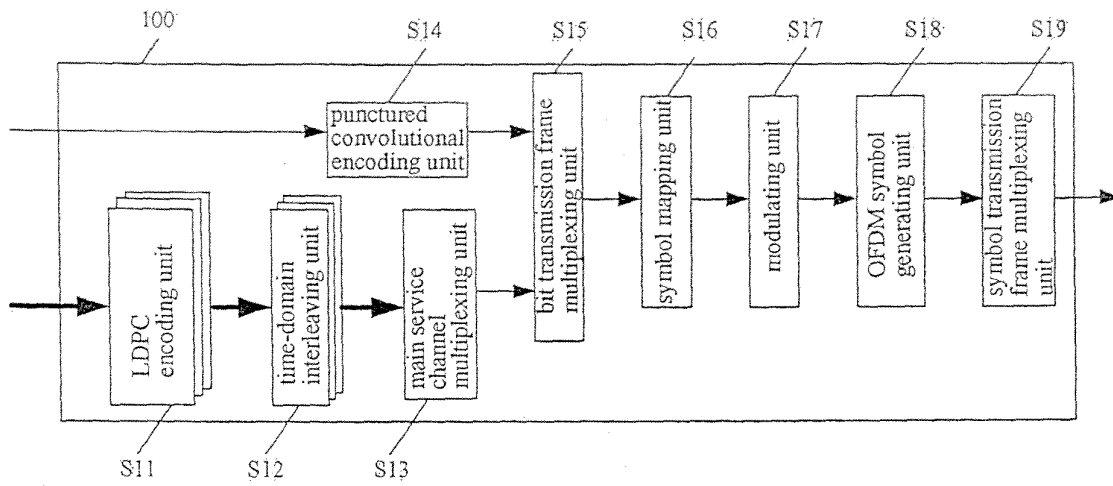 100
S14
S15
S16
S17
S18
S19
punctured
convolutional
encoding unit
LDPC
encoding unit
time-domain
interleaving unit
main service
channel
multiplexing unit
bit transmission frame
multiplexing unit
symbol mapping unit
modulating unit
OFDM symbol
generating unit
symbol transmission
frame multiplexing
unit
S11
S12
S13